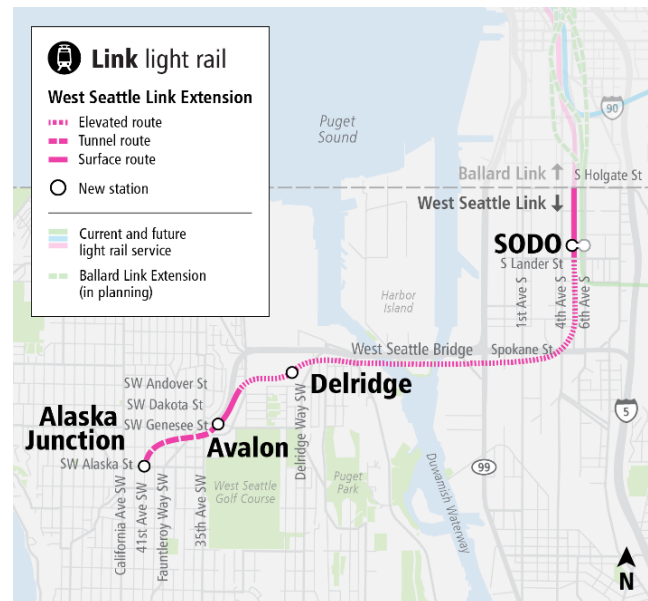 Link light rail
West Seattle Link Extension
Elevated route
Tunnel route
Surface route
New station
Current and future
light rail service
Ballard Link Extension
(in planning)
Puget
Sound
90
Ballard Link ↑
S Holgate St
West Seattle Link ↓
SODO
S Lander St
Harbor
Island
1st Ave S
4th Ave S
6th Ave S
West Seattle Bridge
Spokane St
SW Andover St
Delridge
SW Dakota St
Alaska
Junction
SW Genesee St
Avalon
5
SW Alaska St
99
California Ave SW
41st Ave SW
Fauntleroy Way SW
35th Ave SW
West Seattle
Golf Course
Delridge Way SW
Puget
Park
Duwamish Waterway
N